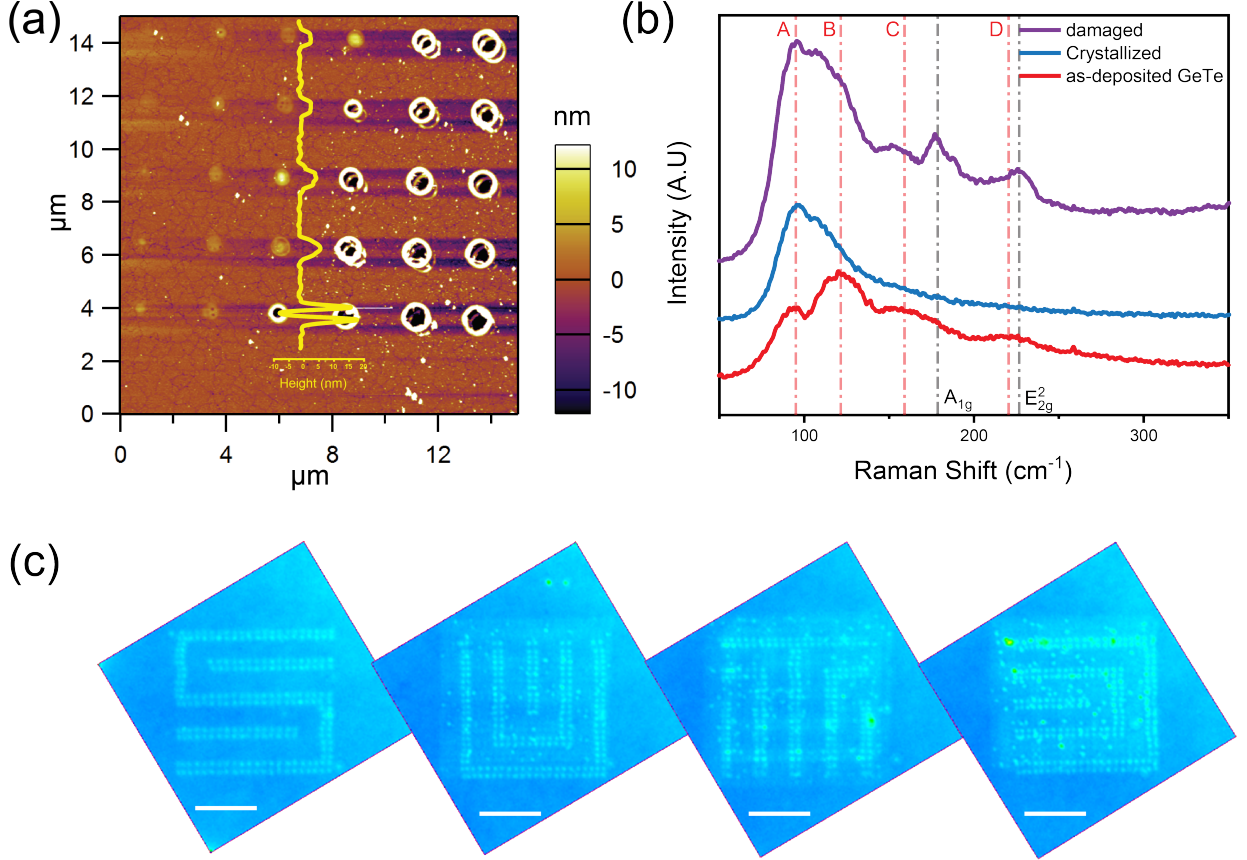 (a)
14
12
10
8
6
4
2
0
µm
0
4
8
12
µm
-10 -5 0 5 10 15 20
Height (nm)
nm
10
5
0
-5
-10
(b)
Intensity (A.U)
A
B
C
D
damaged
Crystallized
as-deposited GeTe
A1g
E22g
100
200
300
Raman Shift (cm-1)
(c)